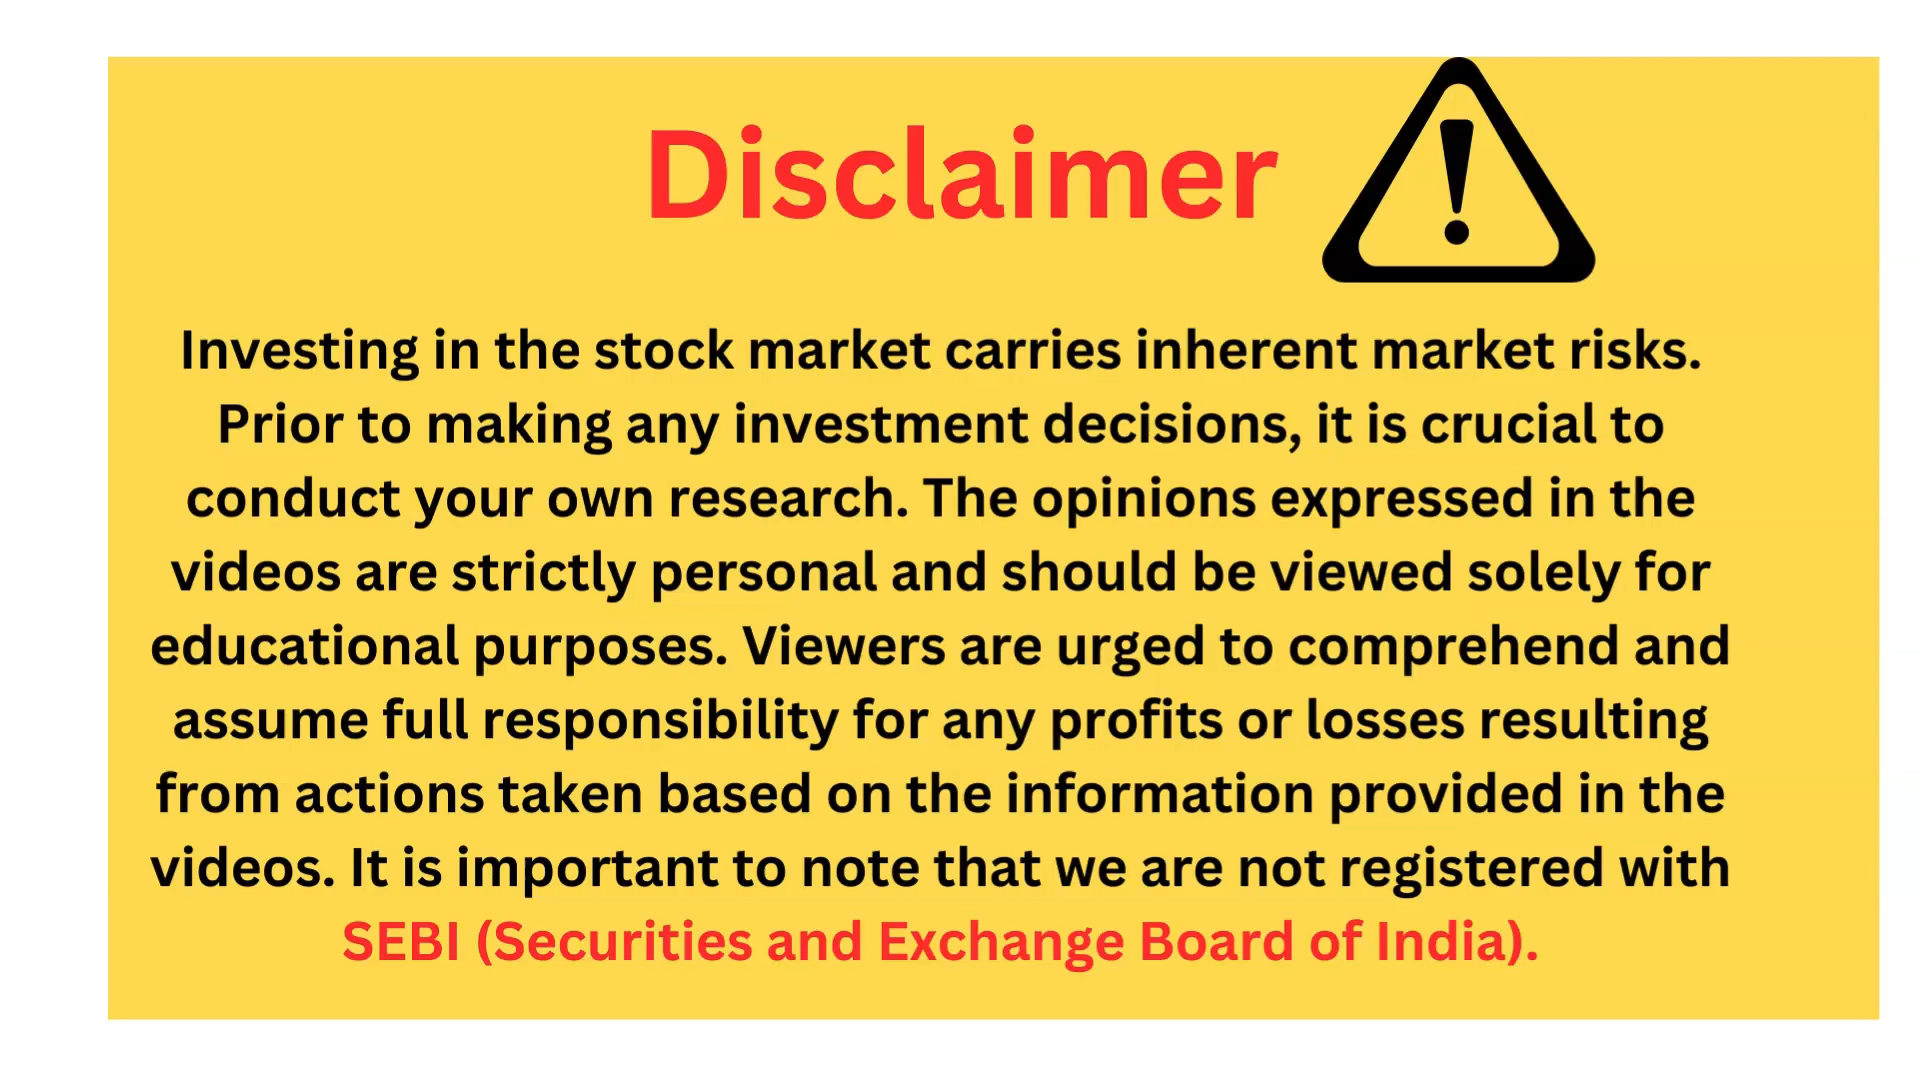 Disclaimer
Investing in the stock market carries inherent market risks.
Prior to making any investment decisions, it is crucial to
conduct your own research. The opinions expressed in the
videos are strictly personal and should be viewed solely for
educational purposes. Viewers are urged to comprehend and
assume full responsibility for any profits or losses resulting
from actions taken based on the information provided in the
videos. It is important to note that we are not registered with
SEBI (Securities and Exchange Board of India).